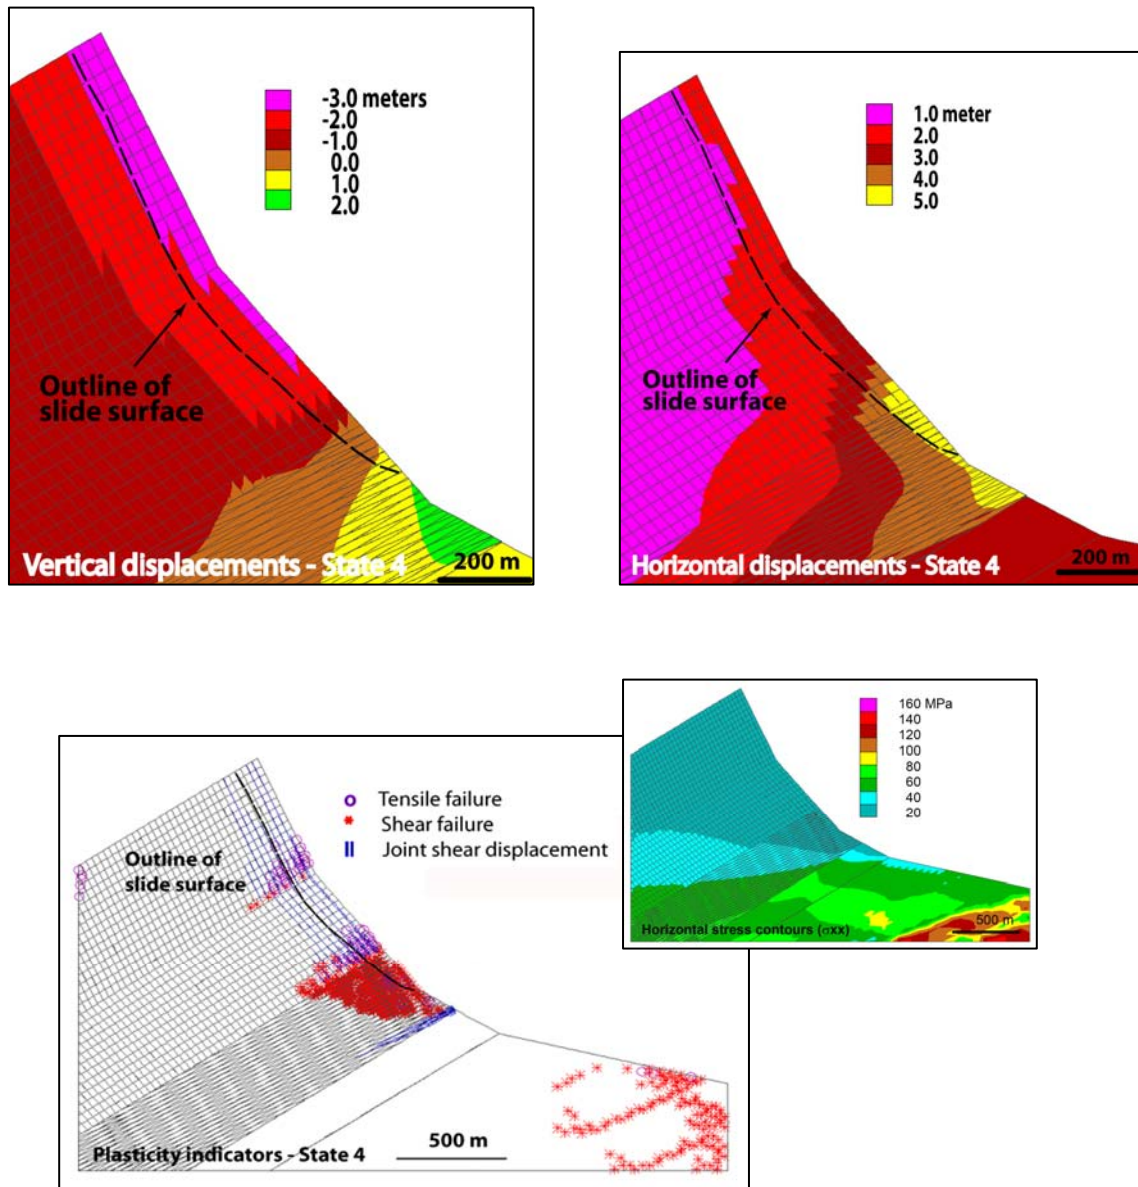 -3.0 meters
-2.0
-1.0
0.0
1.0
2.0
Outline of
slide surface
Vertical displacements - State 4
200 m
1.0 meter
2.0
3.0
4.0
5.0
Outline of
slide surface
Horizontal displacements - State 4
200 m
160 MPa
140
120
100
80
60
40
20
Horizontal stress contours (σxx)
500 m
Tensile failure
Shear failure
Joint shear displacement
Outline of
slide surface
Plasticity indicators - State 4
500 m